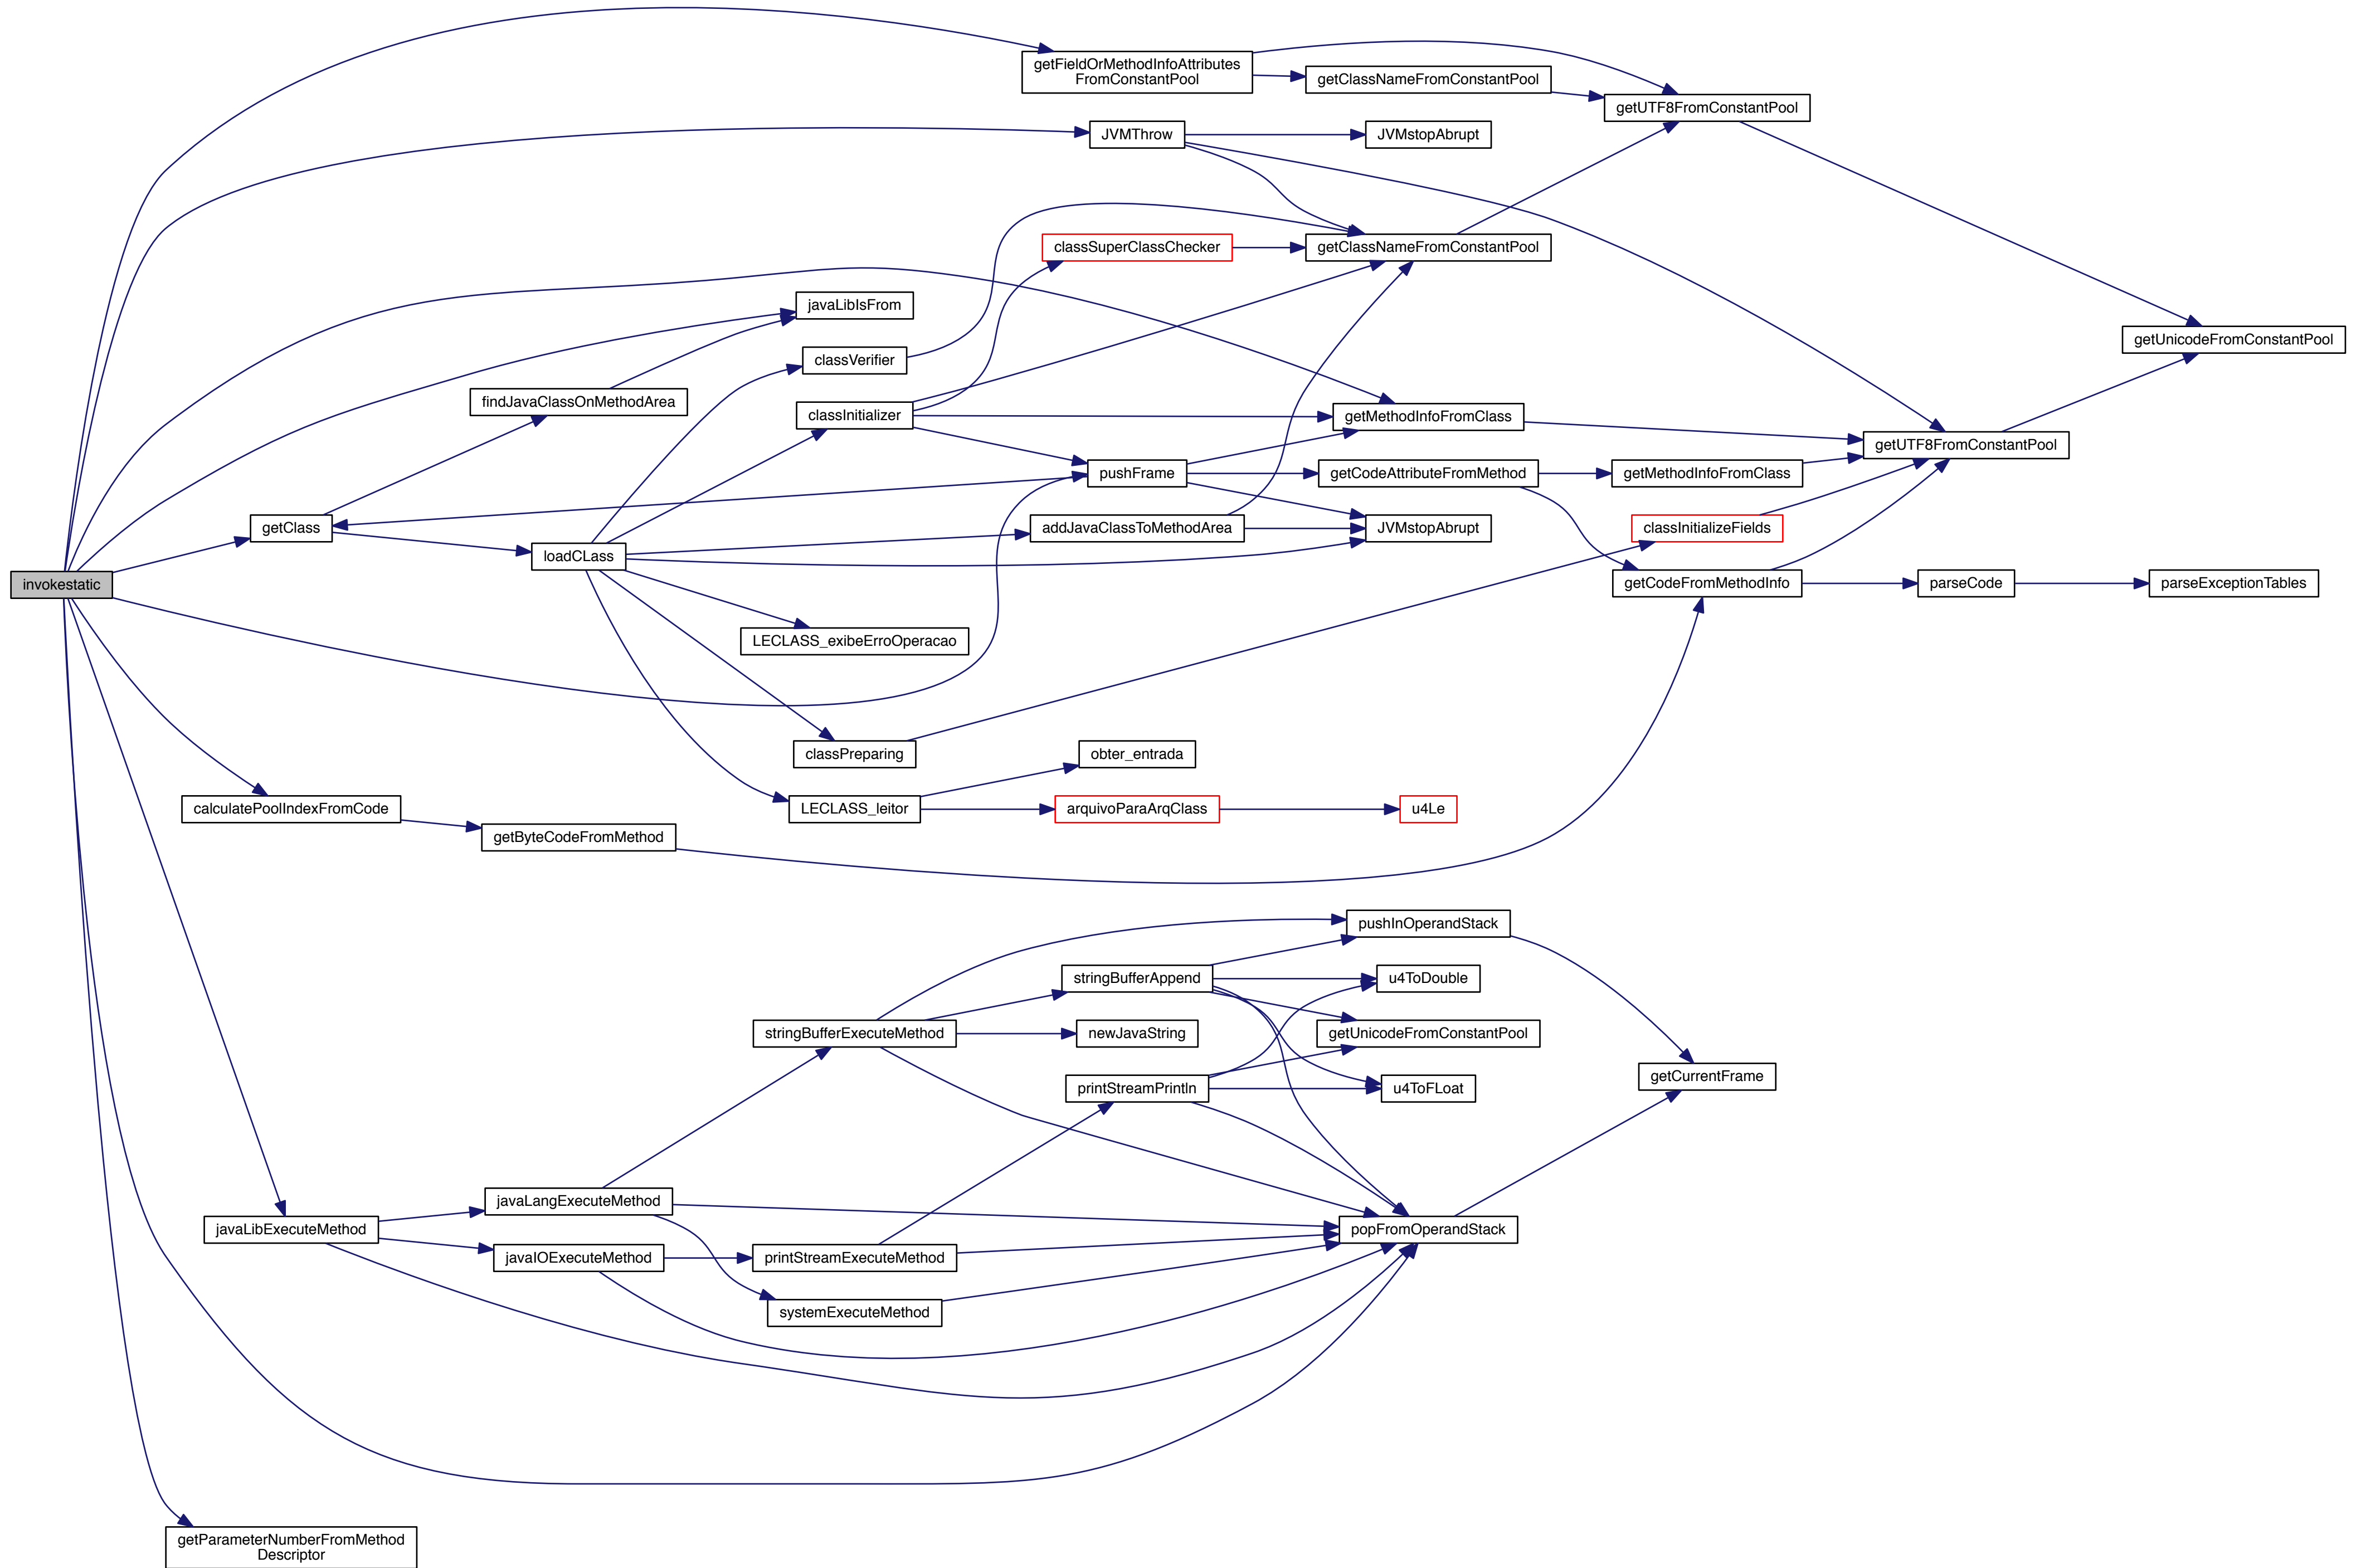 getFieldOrMethodInfoAttributes
FromConstantPool
getClassNameFromConstantPool
getUTF8FromConstantPool
JVMThrow
JVMstopAbrupt
classSuperClassChecker
getClassNameFromConstantPool
javaLibIsFrom
getUnicodeFromConstantPool
classVerifier
findJavaClassOnMethodArea
classInitializer
getMethodInfoFromClass
getUTF8FromConstantPool
pushFrame
getCodeAttributeFromMethod
getMethodInfoFromClass
getClass
addJavaClassToMethodArea
JVMstopAbrupt
classInitializeFields
loadCLass
invokestatic
getCodeFromMethodInfo
parseCode
parseExceptionTables
LECLASS_exibeErroOperacao
classPreparing
obter_entrada
calculatePoolIndexFromCode
LECLASS_leitor
arquivoParaArqClass
u4Le
getByteCodeFromMethod
pushInOperandStack
stringBufferAppend
u4ToDouble
stringBufferExecuteMethod
newJavaString
getUnicodeFromConstantPool
printStreamPrintln
u4ToFLoat
getCurrentFrame
javaLangExecuteMethod
javaLibExecuteMethod
popFromOperandStack
javaIOExecuteMethod
printStreamExecuteMethod
systemExecuteMethod
getParameterNumberFromMethod
Descriptor